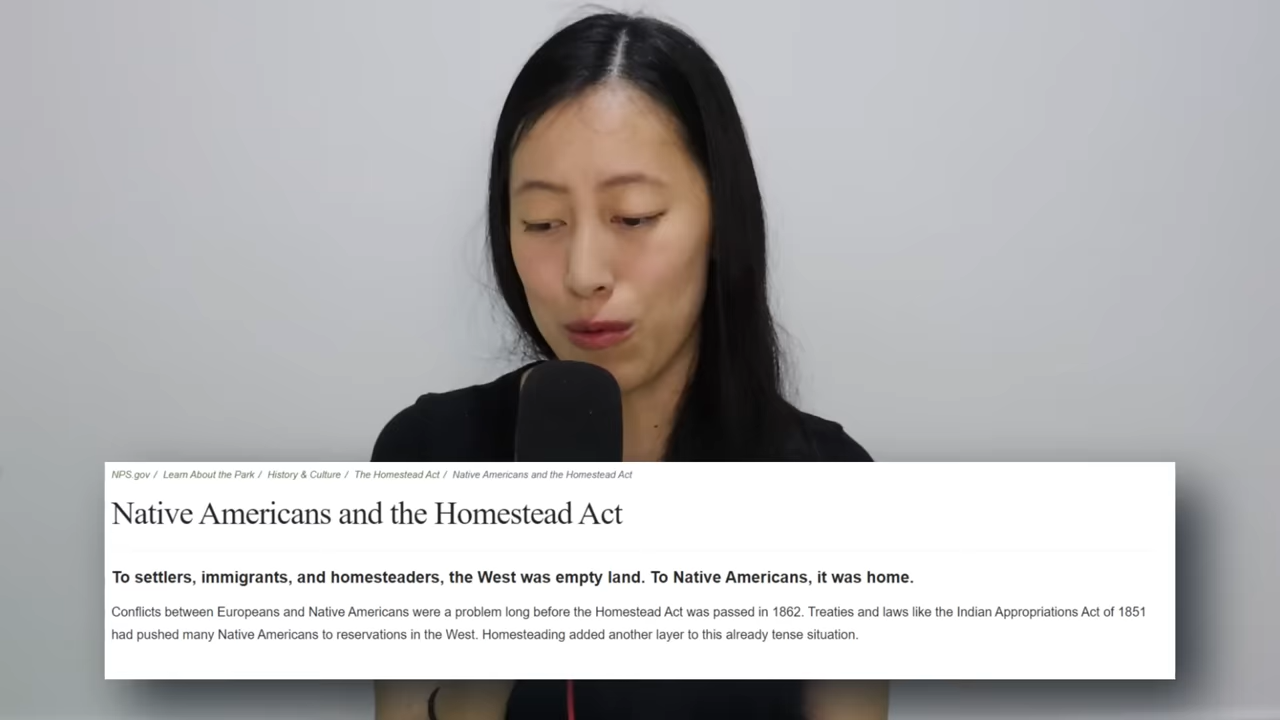 NPS.gov / Learn About the Park / History & Culture / The Homestead Act / Native Americans and the Homestead Act
Native Americans and the Homestead Act
To settlers, immigrants, and homesteaders, the West was empty land. To Native Americans, it was home.
Conflicts between Europeans and Native Americans were a problem long before the Homestead Act was passed in 1862. Treaties and laws like the Indian Appropriations Act of 1851
had pushed many Native Americans to reservations in the West. Homesteading added another layer to this already tense situation.